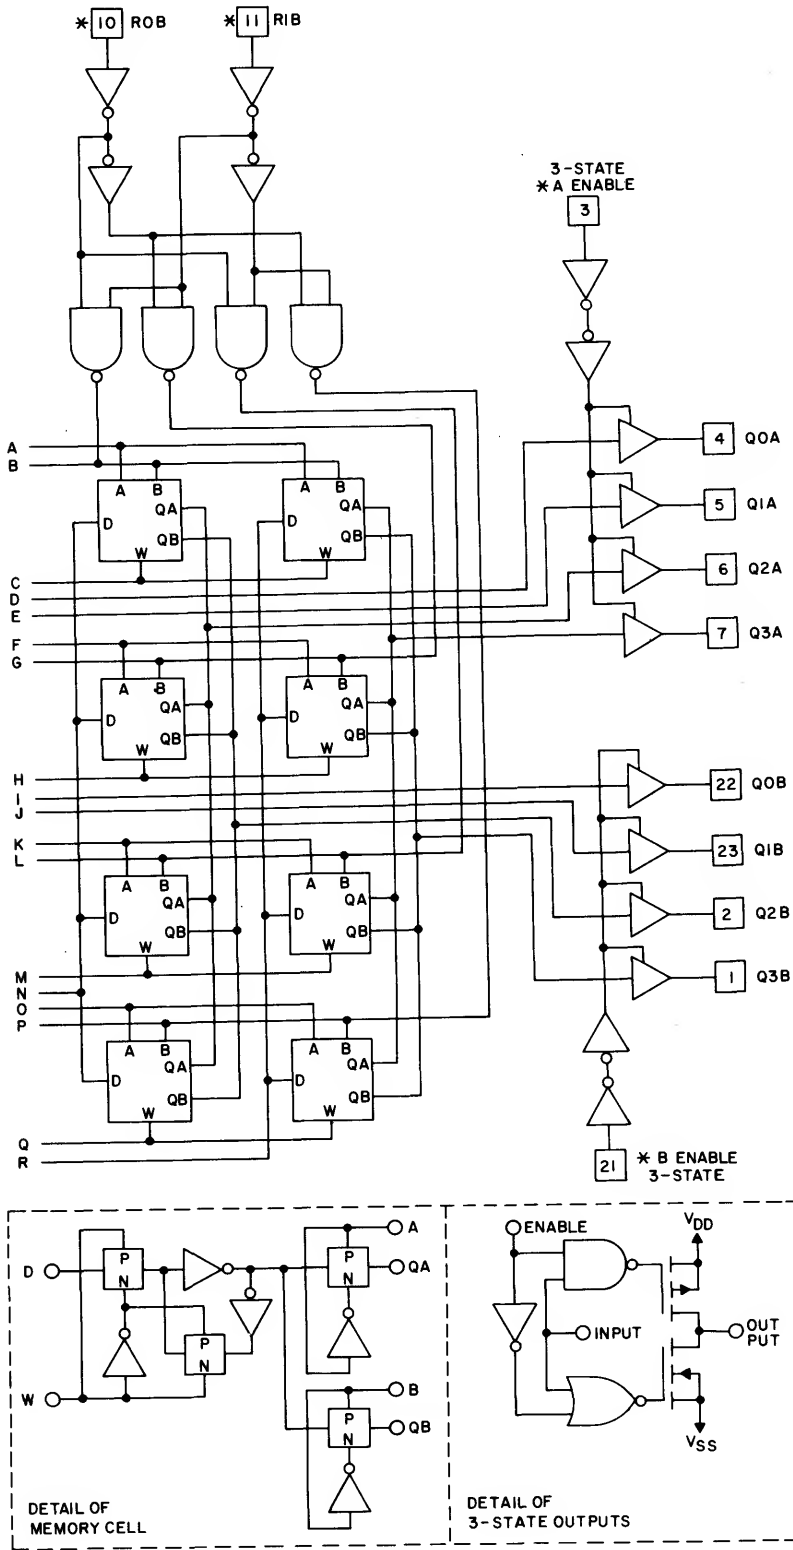 * 10 R0B * 11 R1B
3-STATE
* A ENABLE
3
A
B
A B A B
QA QA
D QB D QB
W W
C
D
E
4 Q0A
5 Q1A
6 Q2A
7 Q3A
F
G
A B A B
QA QA
D QB D QB
W W
H
I
J
22 Q0B
23 Q1B
2 Q2B
1 Q3B
K
L
A B A B
QA QA
D QB D QB
W W
M
N
O
P
A B A B
QA QA
D QB D QB
W W
Q
R
21 * B ENABLE
3-STATE
D P N P N W
P N A QA
P N B QB
DETAIL OF
MEMORY CELL
ENABLE
VDD
INPUT
OUT
PUT
VSS
DETAIL OF
3-STATE OUTPUTS